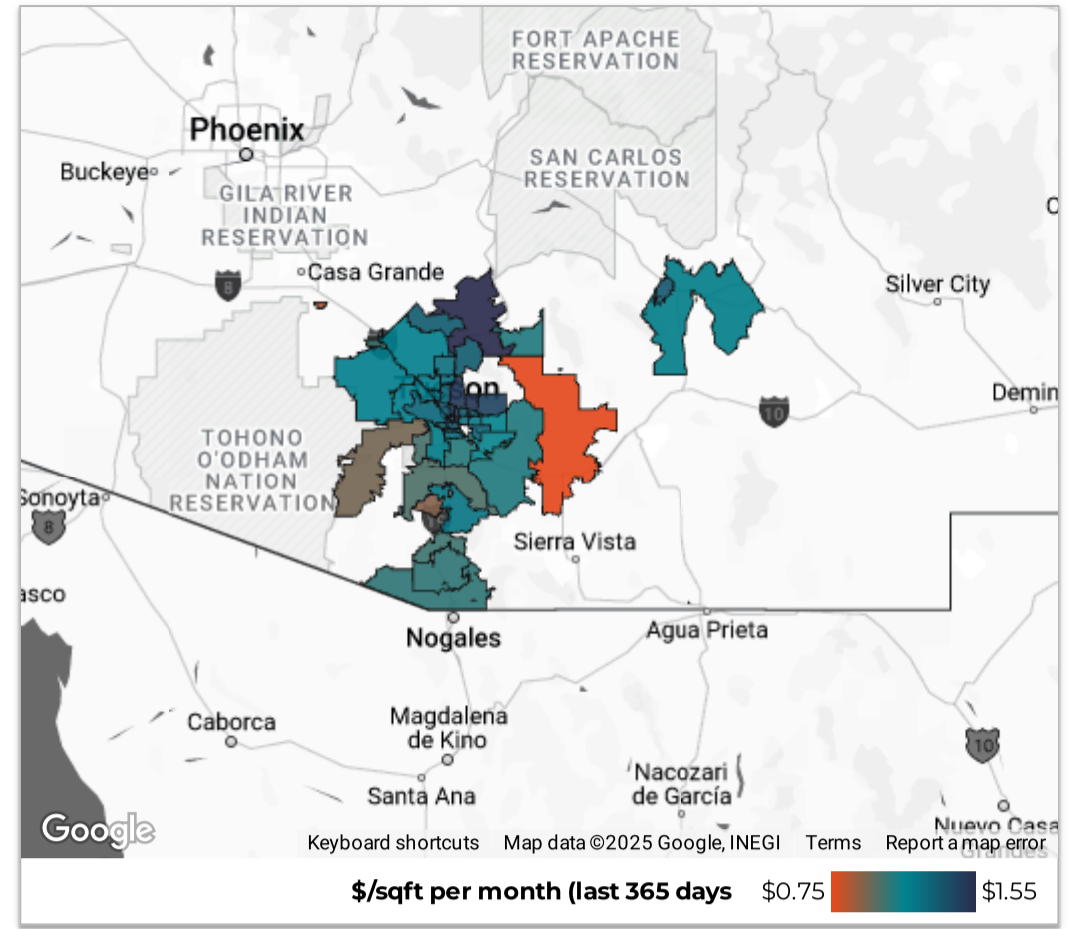 FORT APACHE
RESERVATION
Phoenix
SAN CARLOS
RESERVATION
Buckeye
GILA RIVER
INDIAN
RESERVATION
Casa Grande
8
Silver City
on
Demin
10
TOHONO
O'ODHAM
NATION
RESERVATION
Sonoyta
8
Sierra Vista
asco
Agua Prieta
Nogales
Caborca
Magdalena
de Kino
10
Nacozari
de García
Santa Ana
Nuevo Casa
Grandes
Google
Keyboard shortcuts Map data ©2025 Google, INEGI Terms Report a map error
$/sqft per month (last 365 days $0.75 $1.55